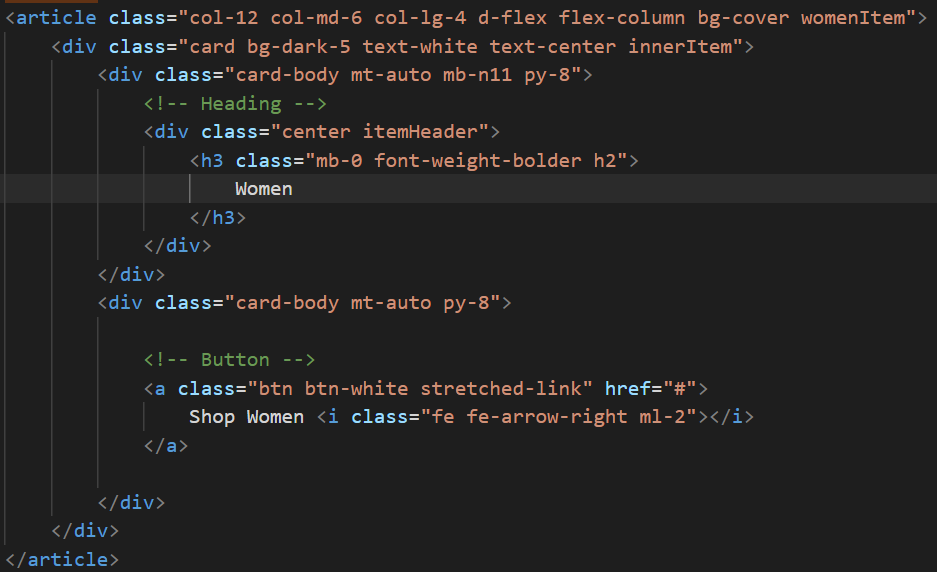 <article class="col-12 col-md-6 col-lg-4 d-flex flex-column bg-cover womenItem">
    <div class="card bg-dark-5 text-white text-center innerItem">
        <div class="card-body mt-auto mb-n11 py-8">
            <!-- Heading -->
            <div class="center itemHeader">
                <h3 class="mb-0 font-weight-bolder h2">
                    Women
                </h3>
            </div>
        </div>
        <div class="card-body mt-auto py-8">
            <!-- Button -->
            <a class="btn btn-white stretched-link" href="#">
                Shop Women <i class="fe fe-arrow-right ml-2"></i>
            </a>
        </div>
    </div>
</article>